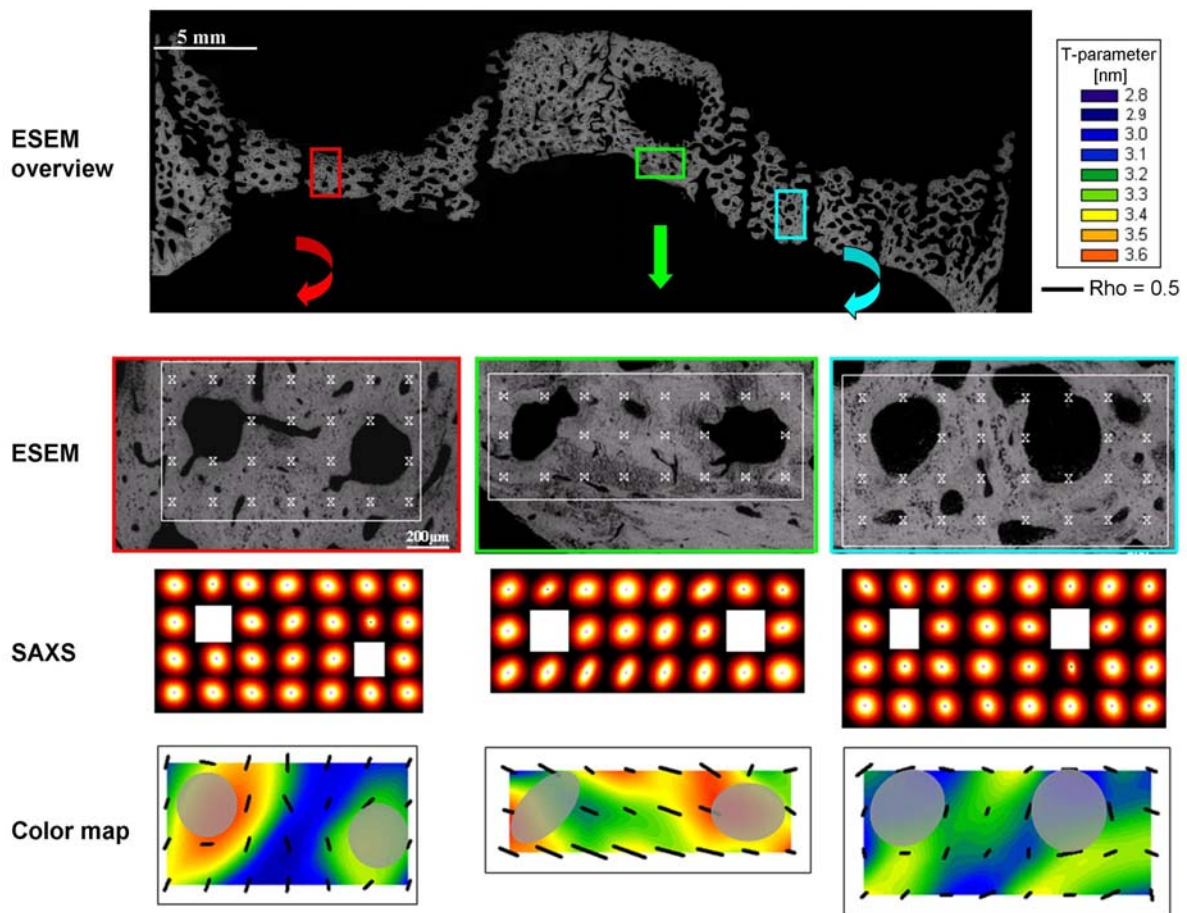 5 mm
T-parameter
[nm]
2.8
2.9
3.0
3.1
3.2
3.3
3.4
3.5
3.6
Rho = 0.5
ESEM
overview
ESEM
200µm
SAXS
Color map